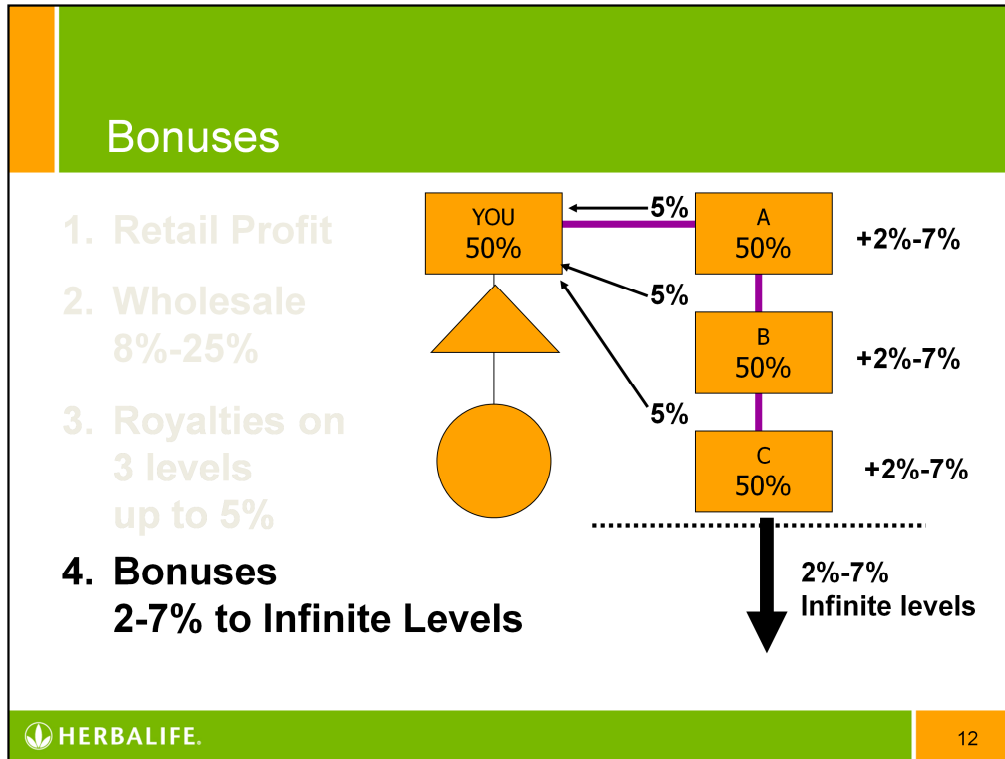 Bonuses
1. Retail Profit
2. Wholesale
8%-25%
3. Royalties on
3 levels
up to 5%
4. Bonuses
2-7% to Infinite Levels
YOU
50%
5%
5%
5%
A
50%
+2%-7%
B
50%
+2%-7%
C
50%
+2%-7%
2%-7%
Infinite levels
HERBALIFE.
12